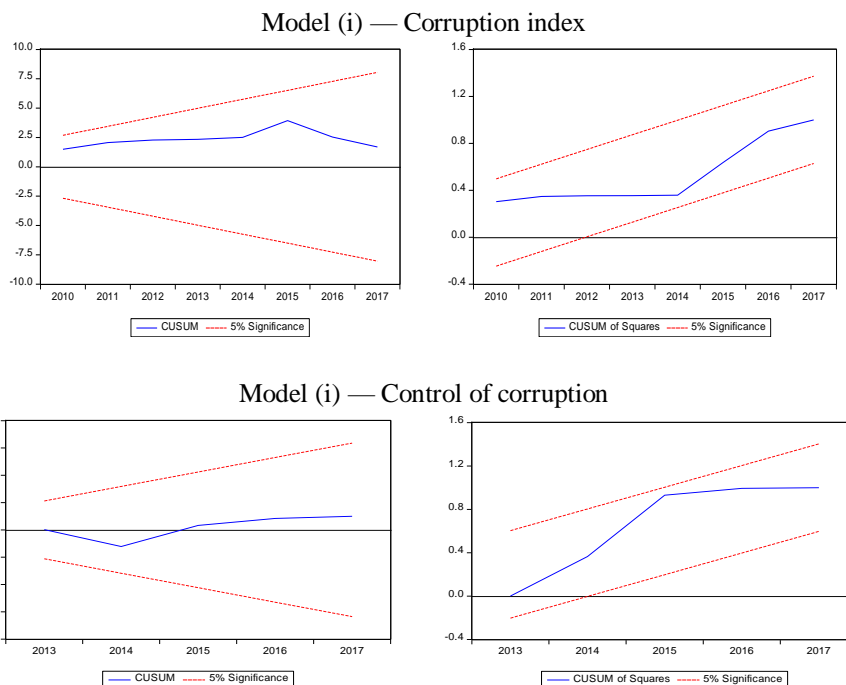 Model (i) — Corruption index
10.0
7.5
5.0
2.5
0.0
-2.5
-5.0
-7.5
-10.0
2010 2011 2012 2013 2014 2015 2016 2017
CUSUM 5% Significance
1.6
1.2
0.8
0.4
0.0
-0.4
2010 2011 2012 2013 2014 2015 2016 2017
CUSUM of Squares 5% Significance
Model (i) — Control of corruption
2013 2014 2015 2016 2017
CUSUM 5% Significance
1.6
1.2
0.8
0.4
0.0
-0.4
2013 2014 2015 2016 2017
CUSUM of Squares 5% Significance